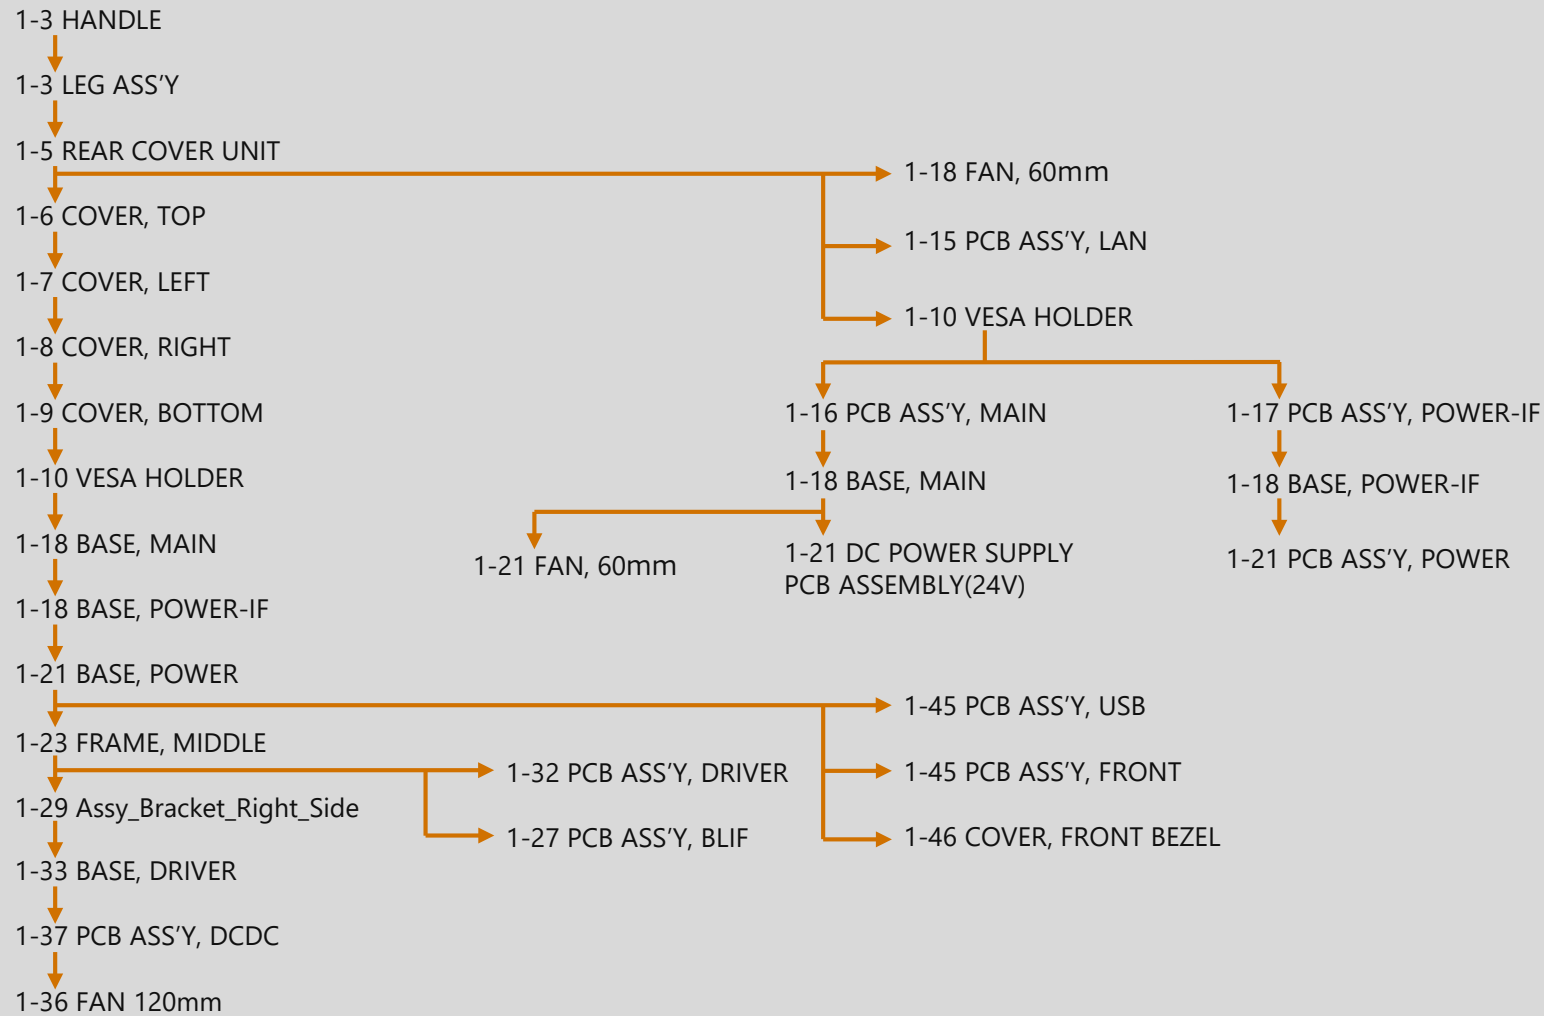 1-3 HANDLE
1-3 LEG ASS’Y
1-5 REAR COVER UNIT
1-18 FAN, 60mm
1-6 COVER, TOP
1-15 PCB ASS’Y, LAN
1-7 COVER, LEFT
1-10 VESA HOLDER
1-8 COVER, RIGHT
1-9 COVER, BOTTOM
1-16 PCB ASS’Y, MAIN
1-17 PCB ASS’Y, POWER-IF
1-10 VESA HOLDER
1-18 BASE, MAIN
1-18 BASE, POWER-IF
1-18 BASE, MAIN
1-21 FAN, 60mm
1-21 DC POWER SUPPLY
PCB ASSEMBLY(24V)
1-21 PCB ASS’Y, POWER
1-18 BASE, POWER-IF
1-21 BASE, POWER
1-45 PCB ASS’Y, USB
1-23 FRAME, MIDDLE
1-32 PCB ASS’Y, DRIVER
1-45 PCB ASS’Y, FRONT
1-29 Assy_Bracket_Right_Side
1-27 PCB ASS’Y, BLIF
1-46 COVER, FRONT BEZEL
1-33 BASE, DRIVER
1-37 PCB ASS’Y, DCDC
1-36 FAN 120mm